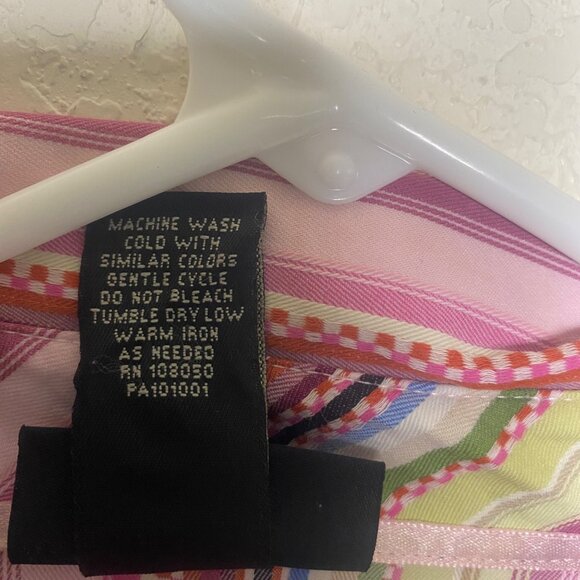 MACHINE WASH
COLD WITH
SIMILAR COLORS
GENTLE CYCLE
DO NOT BLEACH
TUMBLE DRY LOW
WARM IRON
AS NEEDED
RN 108050
PA101001